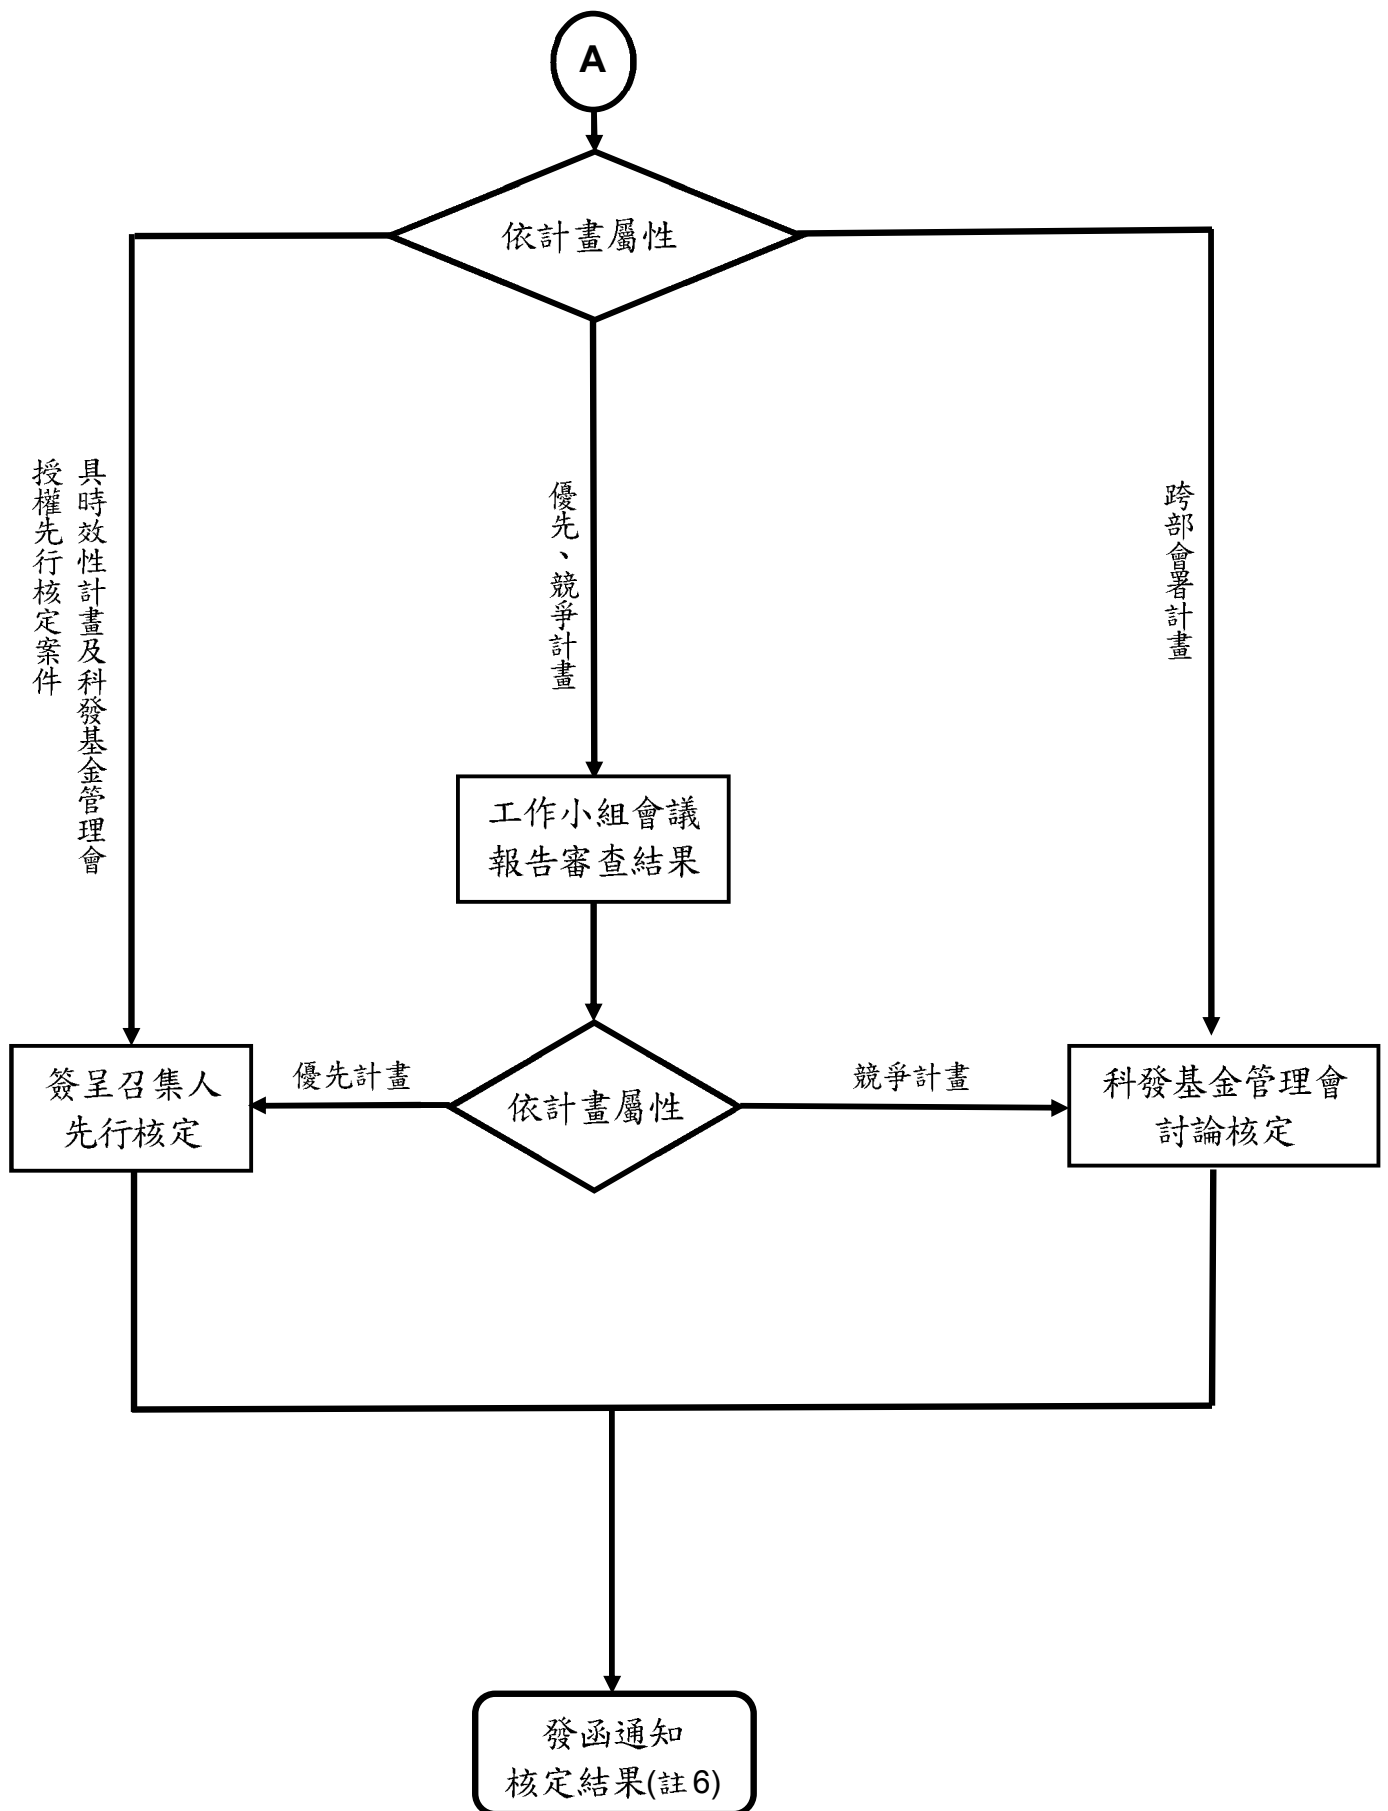 A
依計畫屬性
具時效性計畫及科發基金管理會
授權先行核定案件
優先、競爭計畫
跨部會署計畫
工作小組會議
報告審查結果
簽呈召集人
先行核定
優先計畫
依計畫屬性
競爭計畫
科發基金管理會
討論核定
發函通知
核定結果(註6)